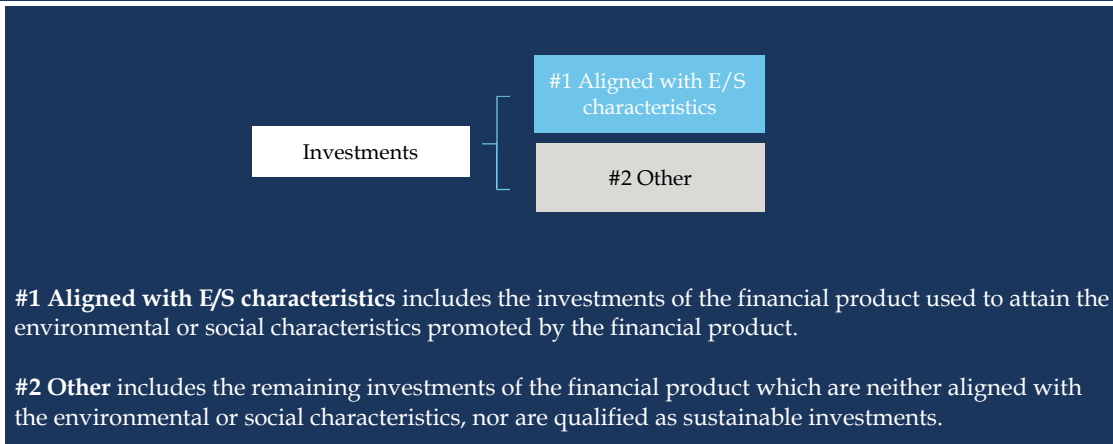 #1 Aligned with E/S
characteristics
Investments
#2 Other
#1 Aligned with E/S characteristics includes the investments of the financial product used to attain the
environmental or social characteristics promoted by the financial product.
#2 Other includes the remaining investments of the financial product which are neither aligned with
the environmental or social characteristics, nor are qualified as sustainable investments.